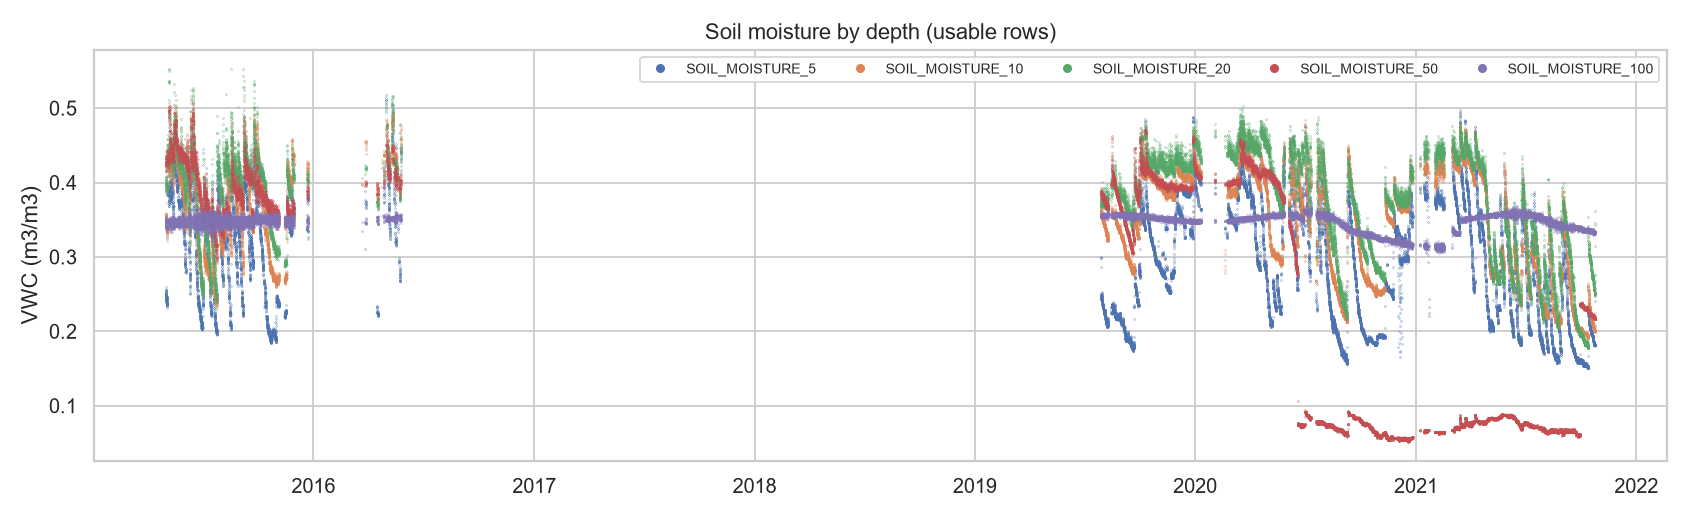 Soil moisture by depth (usable rows)
SOIL_MOISTURE_5 SOIL_MOISTURE_10 SOIL_MOISTURE_20 SOIL_MOISTURE_50 SOIL_MOISTURE_100
VWC (m3/m3)
0.5
0.4
0.3
0.2
0.1
2016 2017 2018 2019 2020 2021 2022